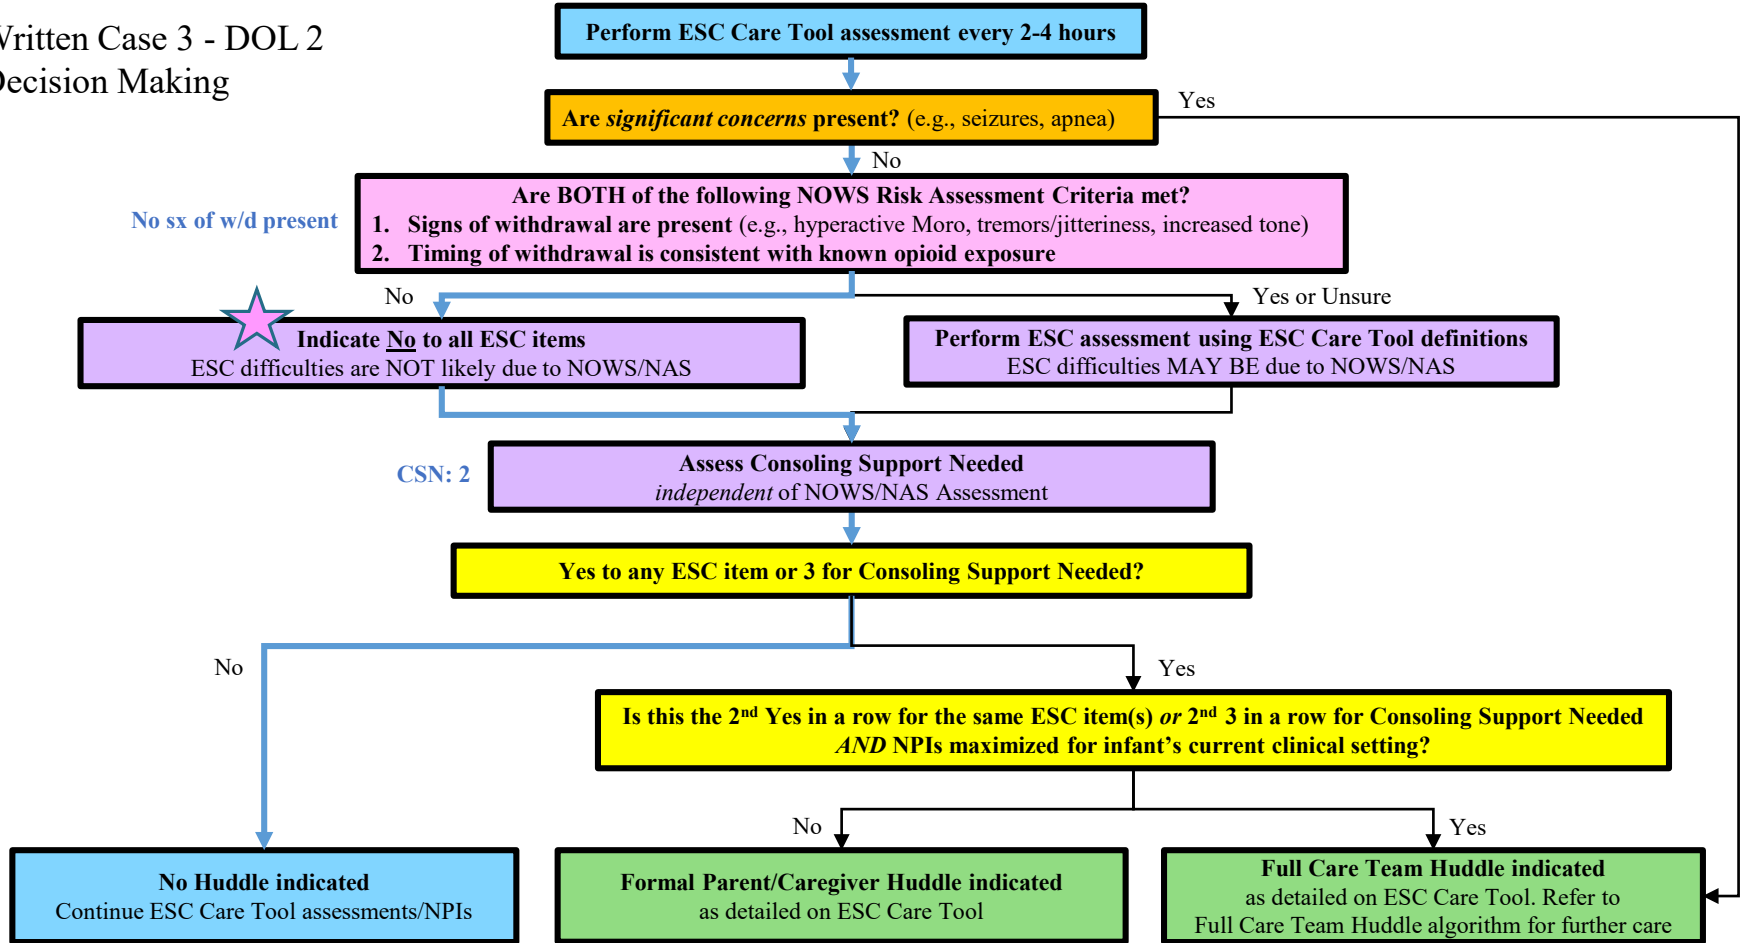 Written Case 3 - DOL 2
Decision Making
Perform ESC Care Tool assessment every 2-4 hours
Are significant concerns present? (e.g., seizures, apnea)
Yes
No
No sx of w/d present
Are BOTH of the following NOWS Risk Assessment Criteria met?
1. Signs of withdrawal are present (e.g., hyperactive Moro, tremors/jitteriness, increased tone)
2. Timing of withdrawal is consistent with known opioid exposure
No
Yes or Unsure
Indicate No to all ESC items
ESC difficulties are NOT likely due to NOWS/NAS
Perform ESC assessment using ESC Care Tool definitions
ESC difficulties MAY BE due to NOWS/NAS
CSN: 2
Assess Consoling Support Needed
independent of NOWS/NAS Assessment
Yes to any ESC item or 3 for Consoling Support Needed?
No
Yes
Is this the 2nd Yes in a row for the same ESC item(s) or 2nd 3 in a row for Consoling Support Needed
AND NPIs maximized for infant's current clinical setting?
No
Yes
No Huddle indicated
Continue ESC Care Tool assessments/NPIs
Formal Parent/Caregiver Huddle indicated
as detailed on ESC Care Tool
Full Care Team Huddle indicated
as detailed on ESC Care Tool. Refer to
Full Care Team Huddle algorithm for further care